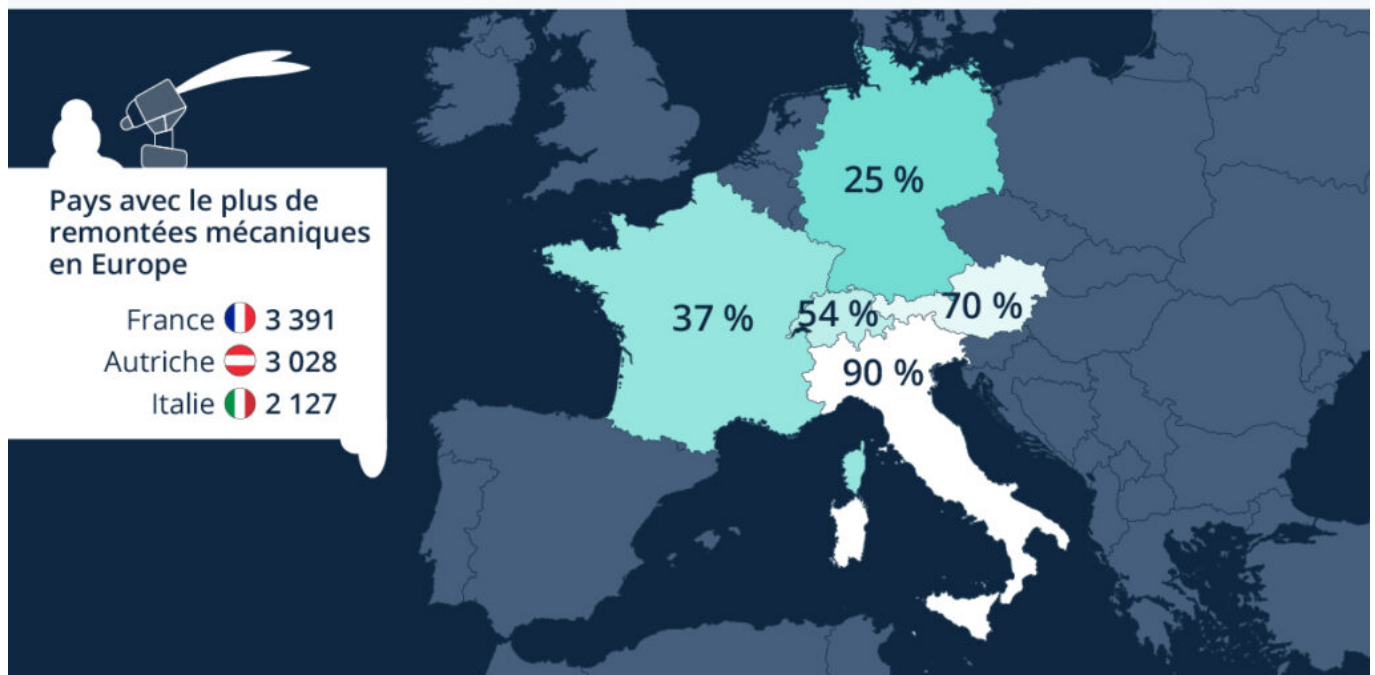 Pays avec le plus de
remontées mécaniques
en Europe
France 3 391
Autriche 3 028
Italie 2 127
25 %
37 %
54 %
70 %
90 %